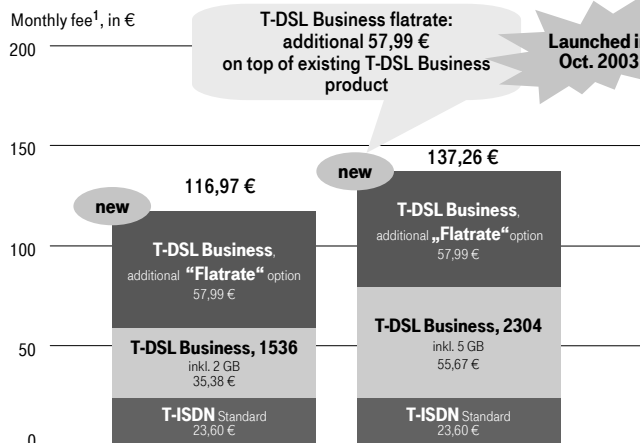 Monthly fee1, in €
T-DSL Business flatrate:
additional 57,99 €
on top of existing T-DSL Business
product
Launched i
Oct. 2003
200
150
100
50
0
new
116,97 €
T-DSL Business,
additional “Flatrate“ option
57,99 €
T-DSL Business, 1536
inkl. 2 GB
35,38 €
T-ISDN Standard
23,60 €
new
137,26 €
T-DSL Business,
additional „Flatrate“ option
57,99 €
T-DSL Business, 2304
inkl. 5 GB
55,67 €
T-ISDN Standard
23,60 €